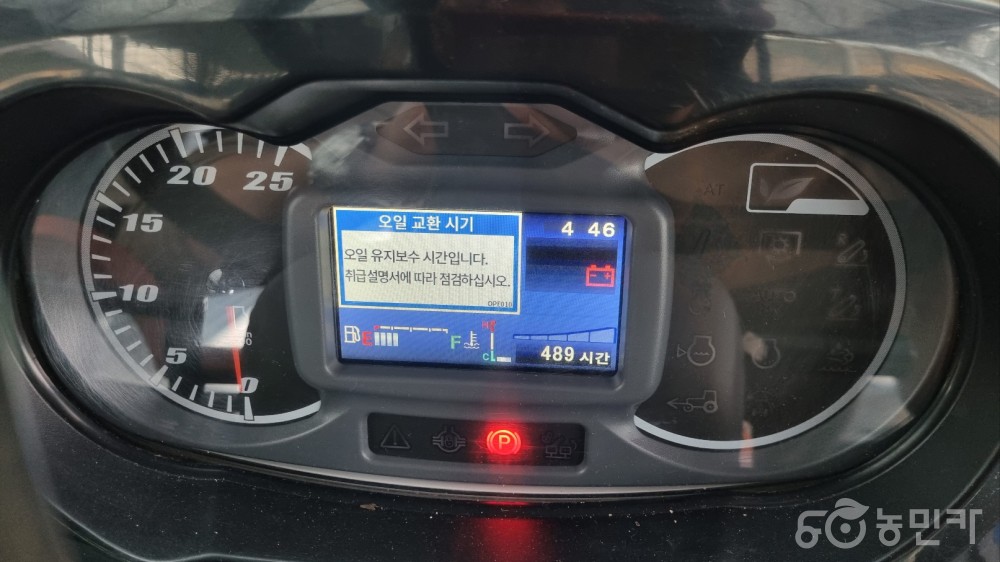 20 25
15
10
5
0
오일 교환 시기
오일 유지보수 시간입니다.
취급설명서에 따라 점검하십시오.
OPE010
4 46
E
F
H
C
489 시간
P
농민카